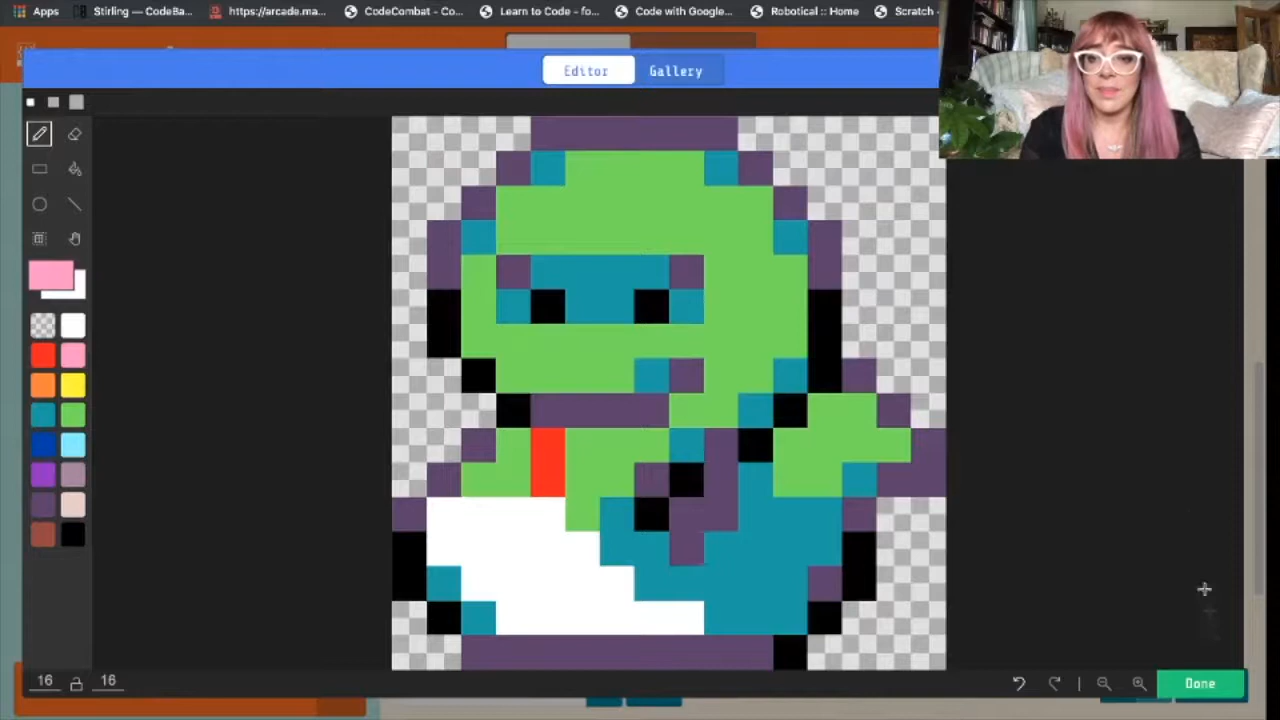 Apps Stirling — CodeBa... https://arcade.ma... CodeCombat - Co... Learn to Code - fo... Code with Google... Robotical :: Home Scratch -
Editor Gallery
16 16 Done